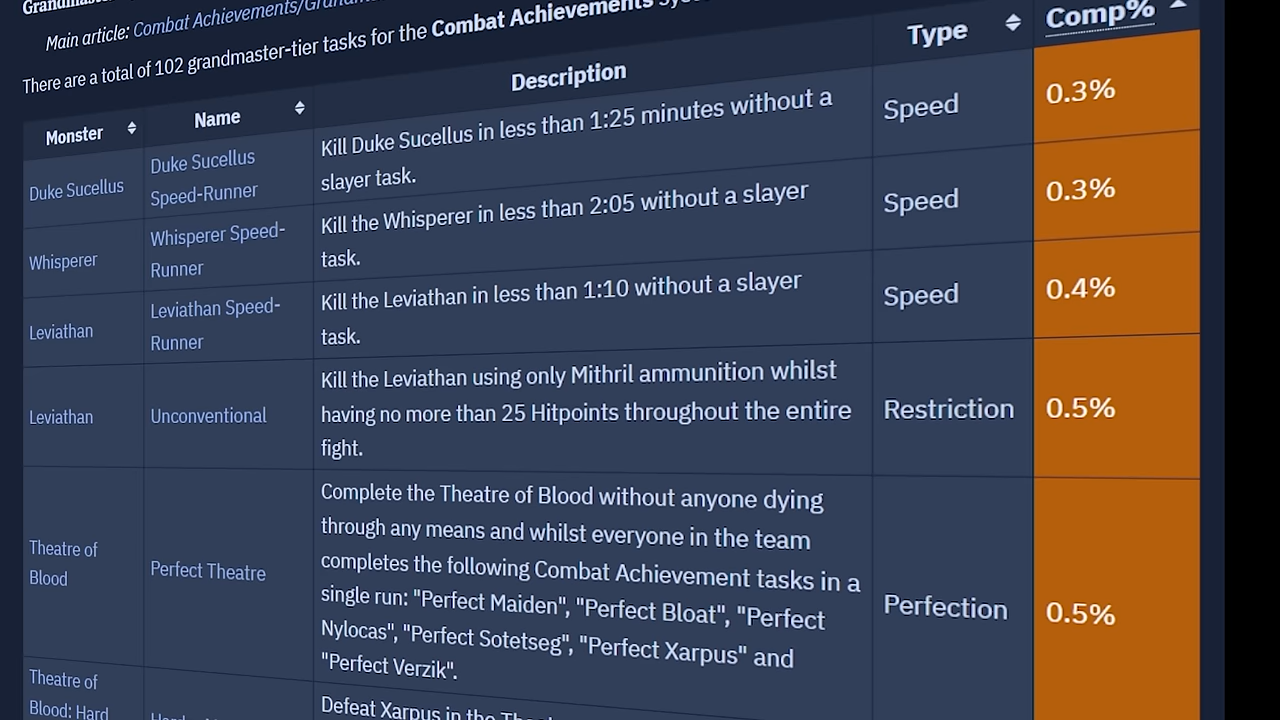 Main article: Combat Achievements/
There are a total of 102 grandmaster-tier tasks for the Combat Achievements
Monster Name Description Type Comp%
Duke Sucellus
Duke Sucellus
Speed-Runner
Kill Duke Sucellus in less than 1:25 minutes without a
slayer task.
Speed
0.3%
Whisperer
Whisperer Speed-
Runner
Kill the Whisperer in less than 2:05 without a slayer
task.
Speed
0.3%
Leviathan
Leviathan Speed-
Runner
Kill the Leviathan in less than 1:10 without a slayer
task.
Speed
0.4%
Leviathan
Unconventional
Kill the Leviathan using only Mithril ammunition whilst
having no more than 25 Hitpoints throughout the entire
fight.
Restriction
0.5%
Theatre of
Blood
Perfect Theatre
Complete the Theatre of Blood without anyone dying
through any means and whilst everyone in the team
completes the following Combat Achievement tasks in a
single run: "Perfect Maiden", "Perfect Bloat", "Perfect
Nylocas", "Perfect Sotetseg", "Perfect Xarpus" and
"Perfect Verzik".
Perfection
0.5%
Theatre of
Blood: Hard
Defeat Xarpus in the